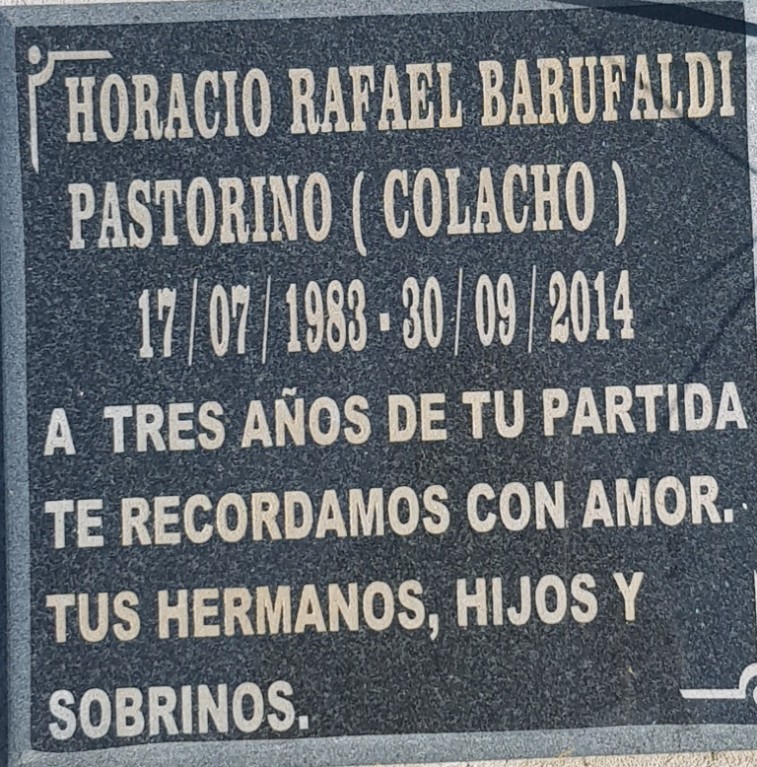 HORACIO RAFAEL BARUFALDI
PASTORINO ( COLACHO )
17/07/1983 - 30/09/2014
A TRES AÑOS DE TU PARTIDA
TE RECORDAMOS CON AMOR.
TUS HERMANOS, HIJOS Y
SOBRINOS.